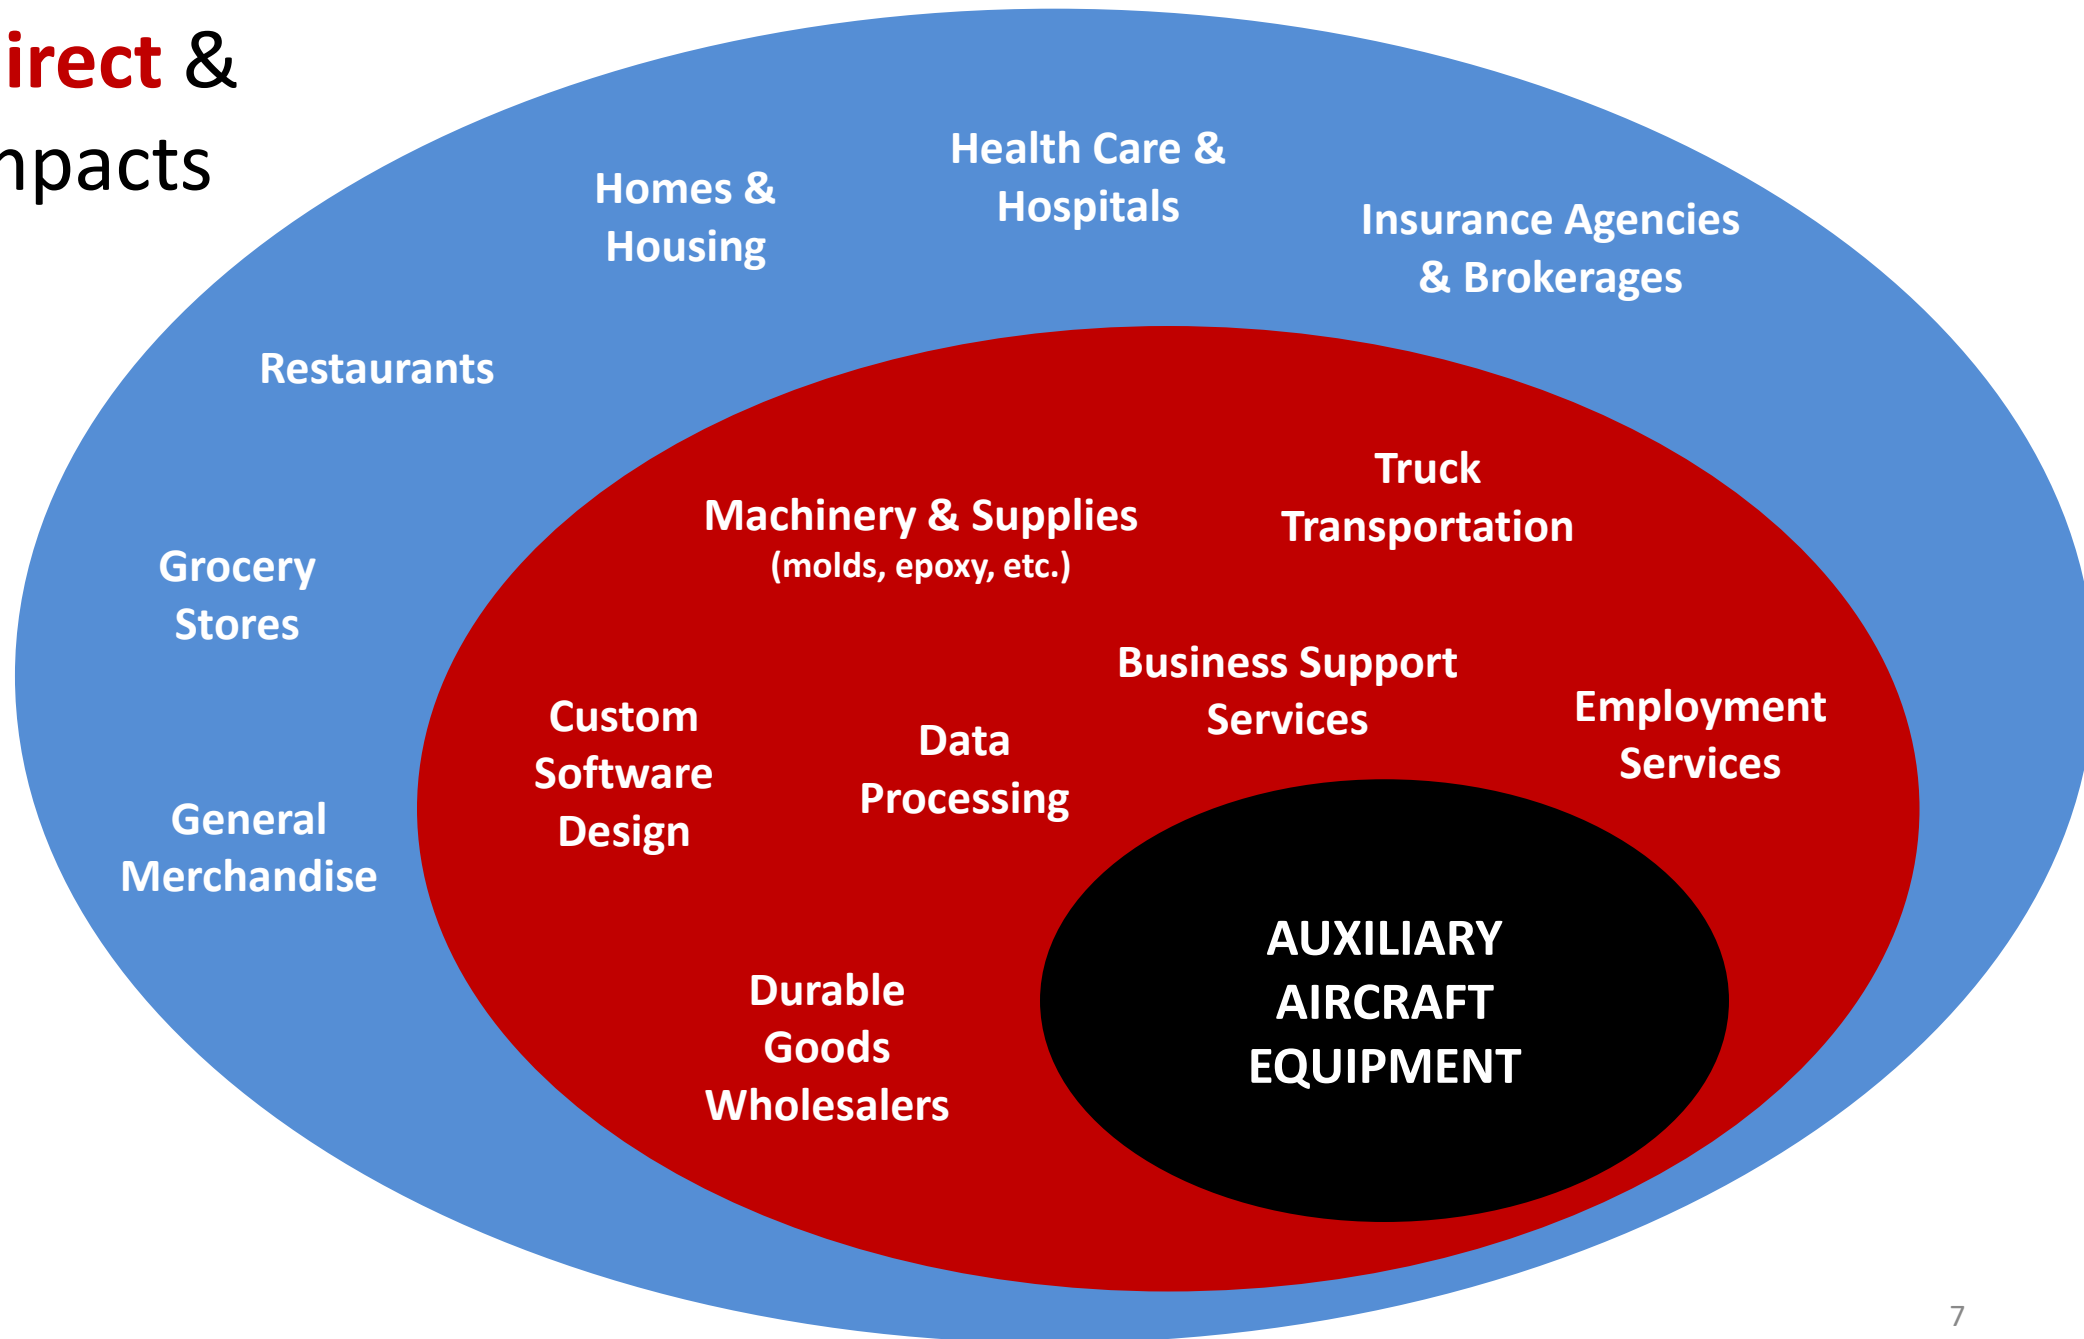 irect &
mpacts
Health Care &
Hospitals
Homes &
Housing
Insurance Agencies
& Brokerages
Restaurants
Truck
Transportation
Machinery & Supplies
(molds, epoxy, etc.)
Grocery
Stores
Business Support
Services
Employment
Services
Custom
Software
Design
Data
Processing
General
Merchandise
AUXILIARY
AIRCRAFT
EQUIPMENT
Durable
Goods
Wholesalers
7